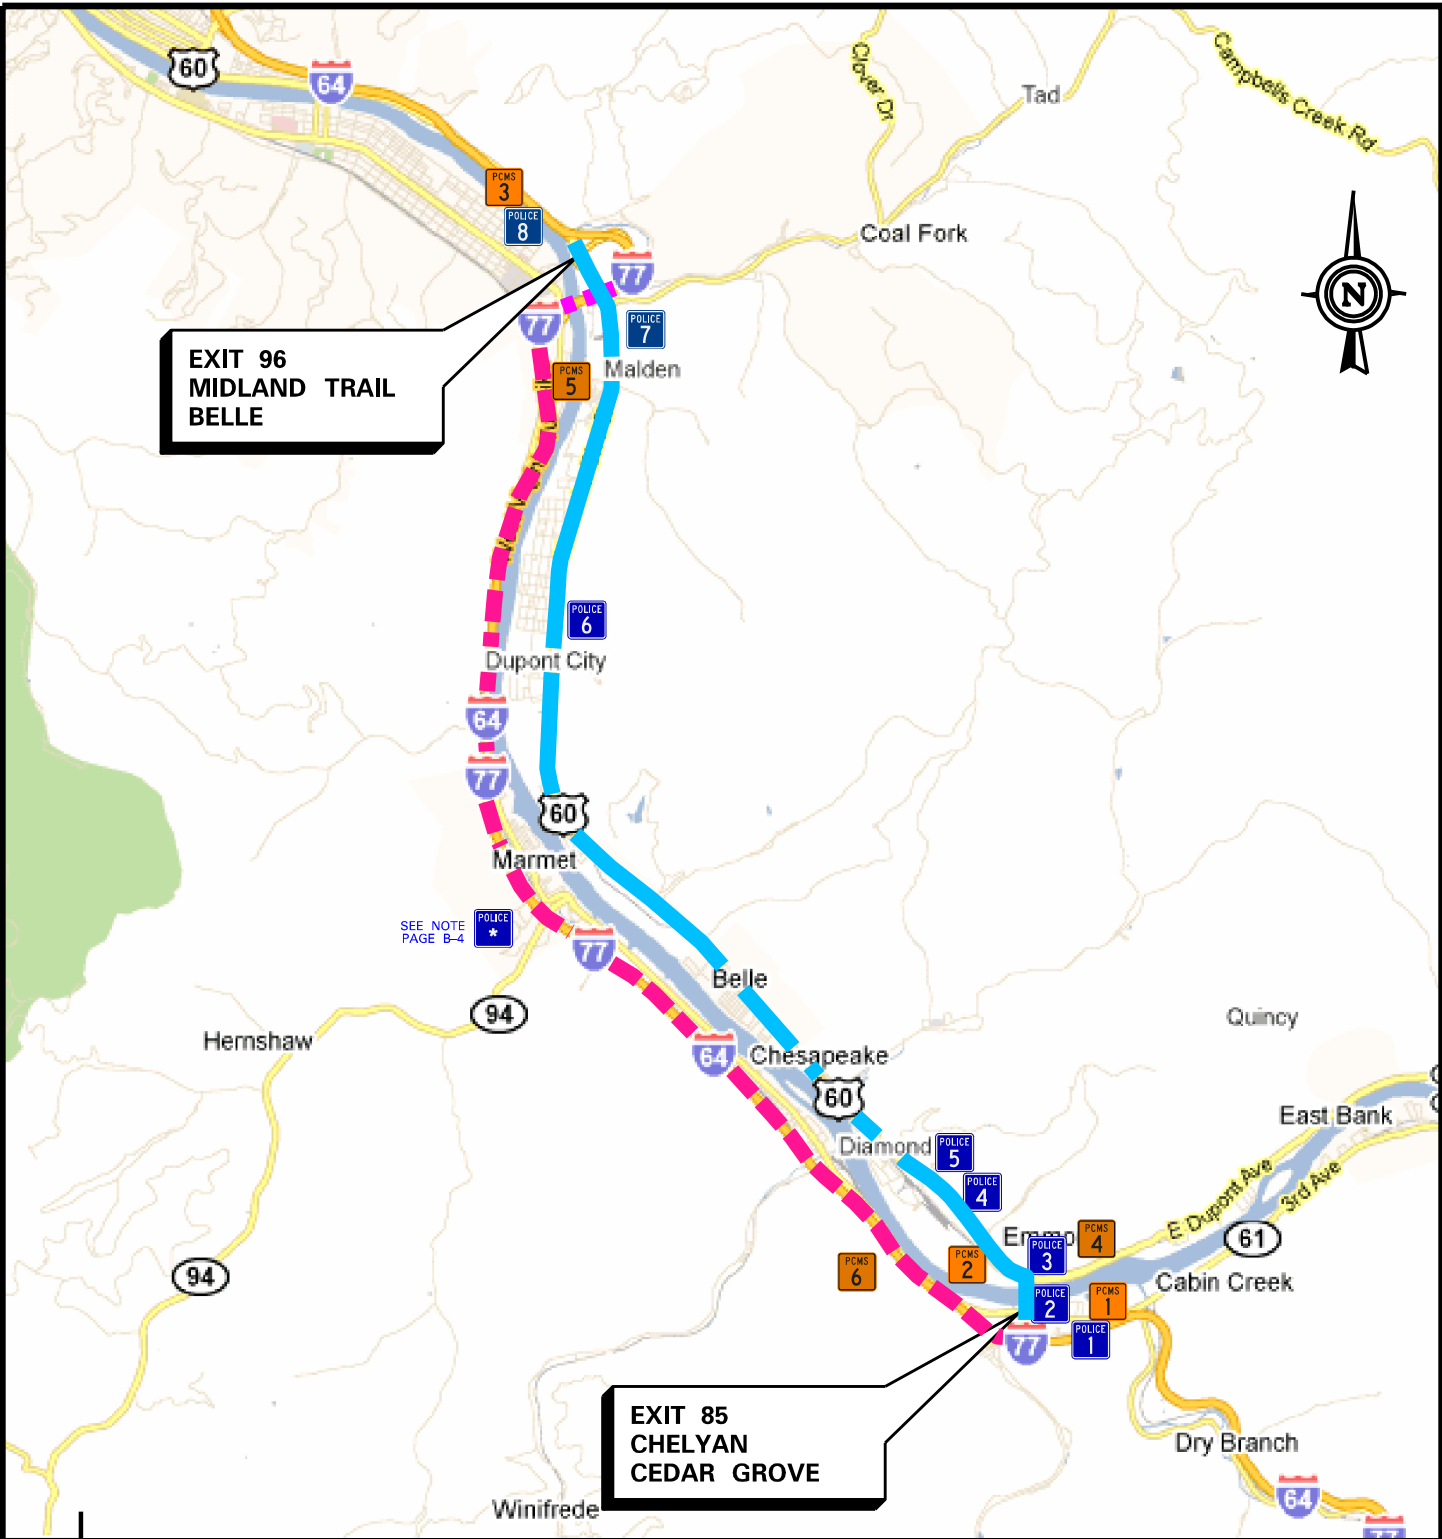 60
64
Clover Dr
Tad
Campbells Creek Rd
PCMS
3
POLICE
8
Coal Fork
77
N
77
POLICE
7
EXIT 96
MIDLAND TRAIL
BELLE
PCMS
5
Malden
POLICE
6
Dupont City
64
77
60
Marmet
SEE NOTE
PAGE B-4
POLICE
*
77
Belle
94
Quincy
Hernshaw
64
Chesapeake
60
East Bank
Diamond
POLICE
5
POLICE
4
E Dupont Ave
3rd Ave
Emmo
PCMS
4
61
POLICE
3
PCMS
2
PCMS
6
94
Cabin Creek
POLICE
2
PCMS
1
POLICE
1
77
EXIT 85
CHELYAN
CEDAR GROVE
Dry Branch
64
Winifrede
77